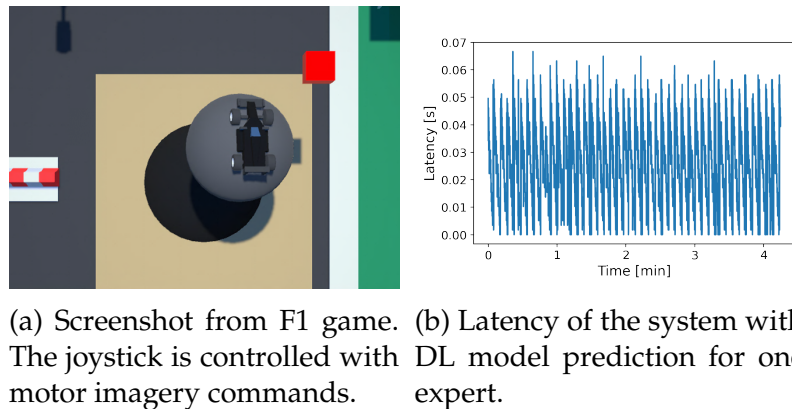 0.07
0.06
0.05
0.04
0.03
0.02
0.01
0.00
Latency [s]
0 1 2 3 4
Time [min]
(a) Screenshot from F1 game.
The joystick is controlled with
motor imagery commands.
(b) Latency of the system with
DL model prediction for one
expert.